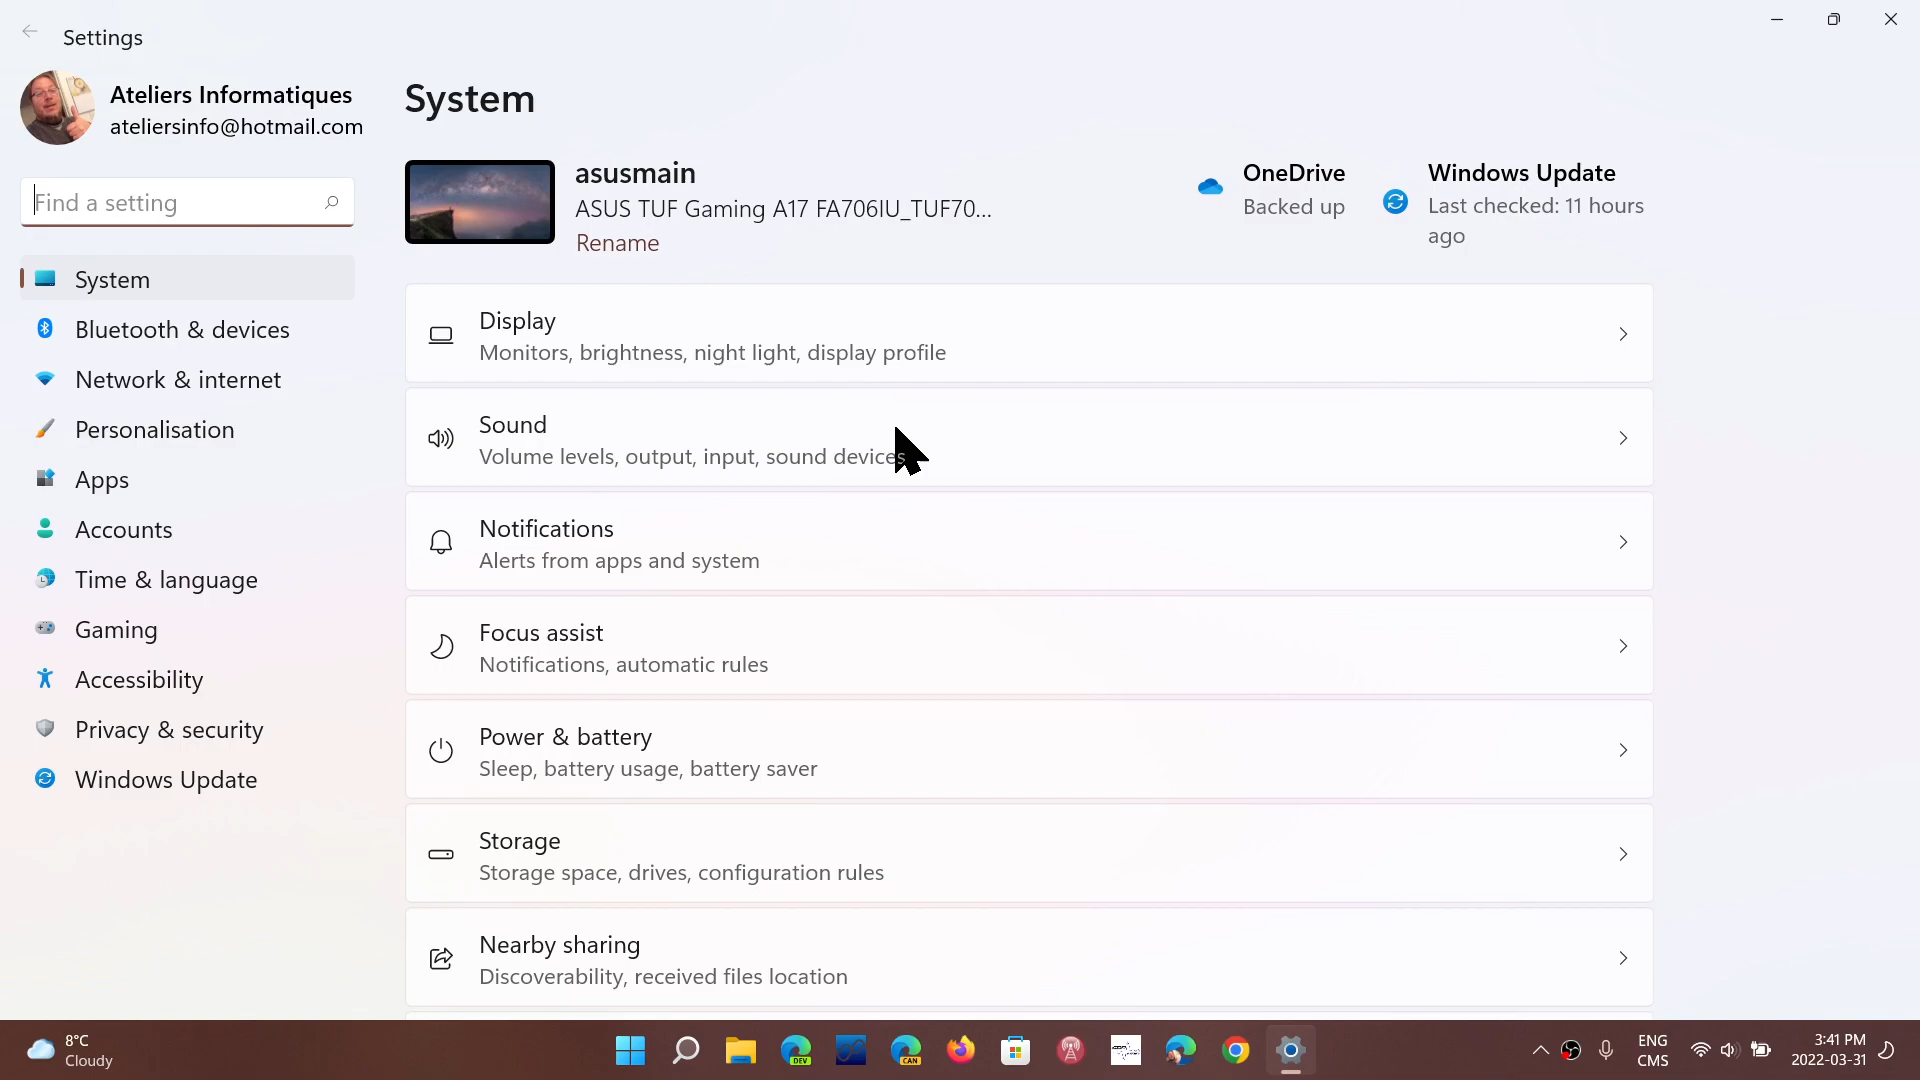 Settings
Ateliers Informatiques
ateliersinfo@hotmail.com
Find a setting
System
Bluetooth & devices
Network & internet
Personalisation
Apps
Accounts
Time & language
Gaming
Accessibility
Privacy & security
Windows Update
System
asusmain
ASUS TUF Gaming A17 FA706IU_TUF70...
Rename
OneDrive
Backed up
Windows Update
Last checked: 11 hours
ago
Display
Monitors, brightness, night light, display profile
Sound
Volume levels, output, input, sound devices
Notifications
Alerts from apps and system
Focus assist
Notifications, automatic rules
Power & battery
Sleep, battery usage, battery saver
Storage
Storage space, drives, configuration rules
Nearby sharing
Discoverability, received files location
8°C
Cloudy
DEV
CAN
ENG
CMS
3:41 PM
2022-03-31